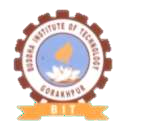 BUDDHA INSTITUTE OF TECHNOLOGY
GORAKHPUR
BIT